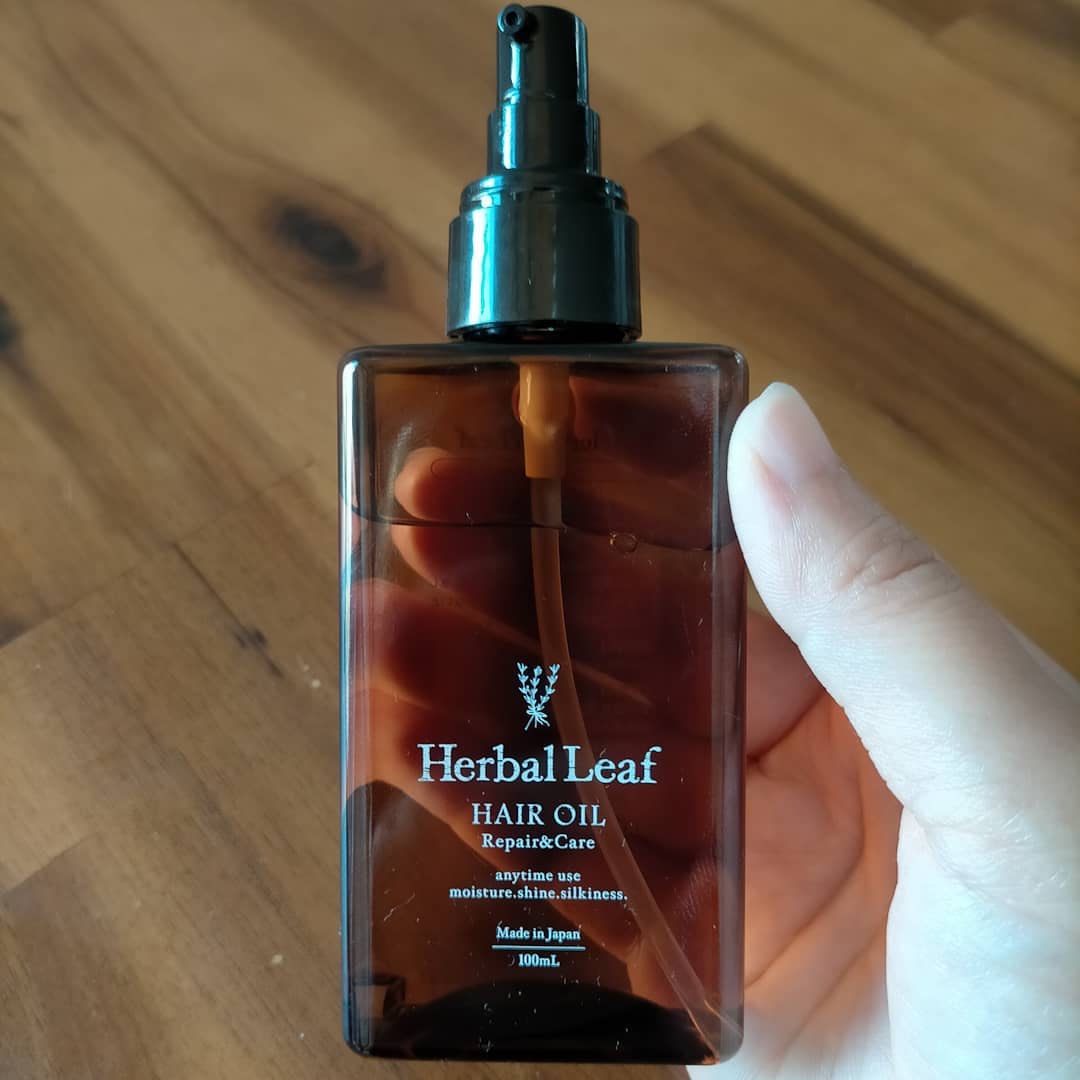 Herbal Leaf
HAIR OIL
Repair&Care
anytime use
moisture.shine.silkiness.
Made in Japan
100mL